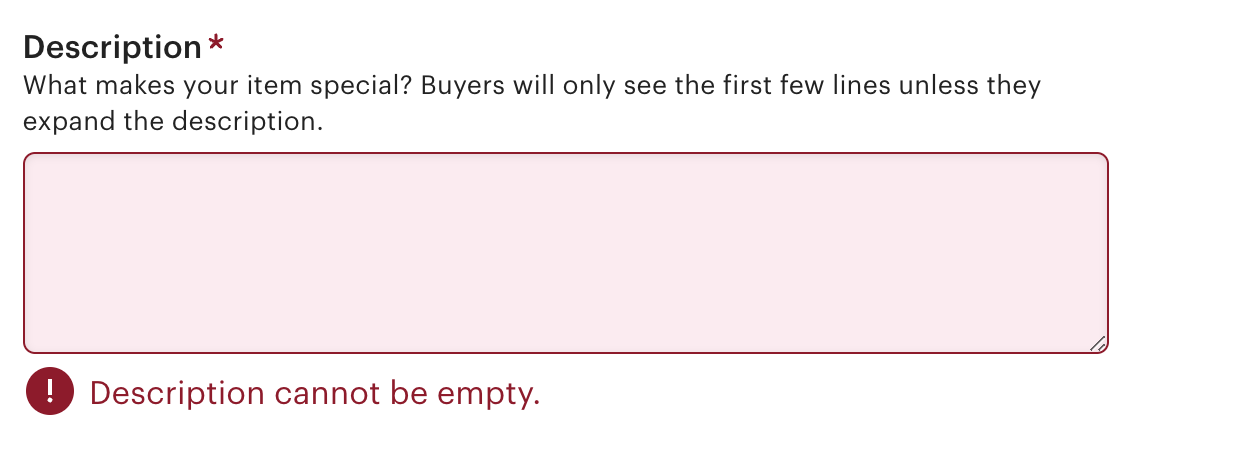 Description *
What makes your item special? Buyers will only see the first few lines unless they
expand the description.
! Description cannot be empty.